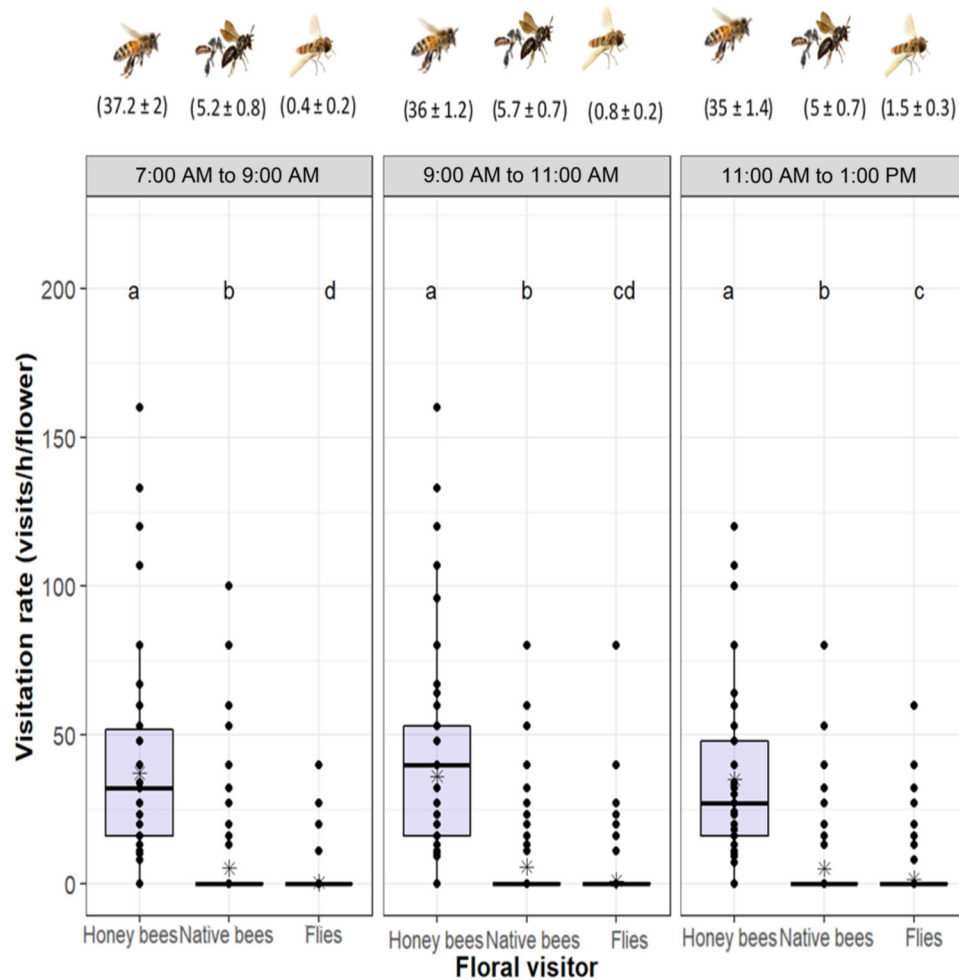 (37.2 ± 2) (5.2 ± 0.8) (0.4 ± 0.2) (36 ± 1.2) (5.7 ± 0.7) (0.8 ± 0.2) (35 ± 1.4) (5 ± 0.7) (1.5 ± 0.3)
7:00 AM to 9:00 AM 9:00 AM to 11:00 AM 11:00 AM to 1:00 PM
Visitation rate (visits/h/flower)
200 a b d a b cd a b c
150
100
50
0
Honey bees Native bees Flies Honey bees Native bees Flies Honey bees Native bees Flies
Floral visitor